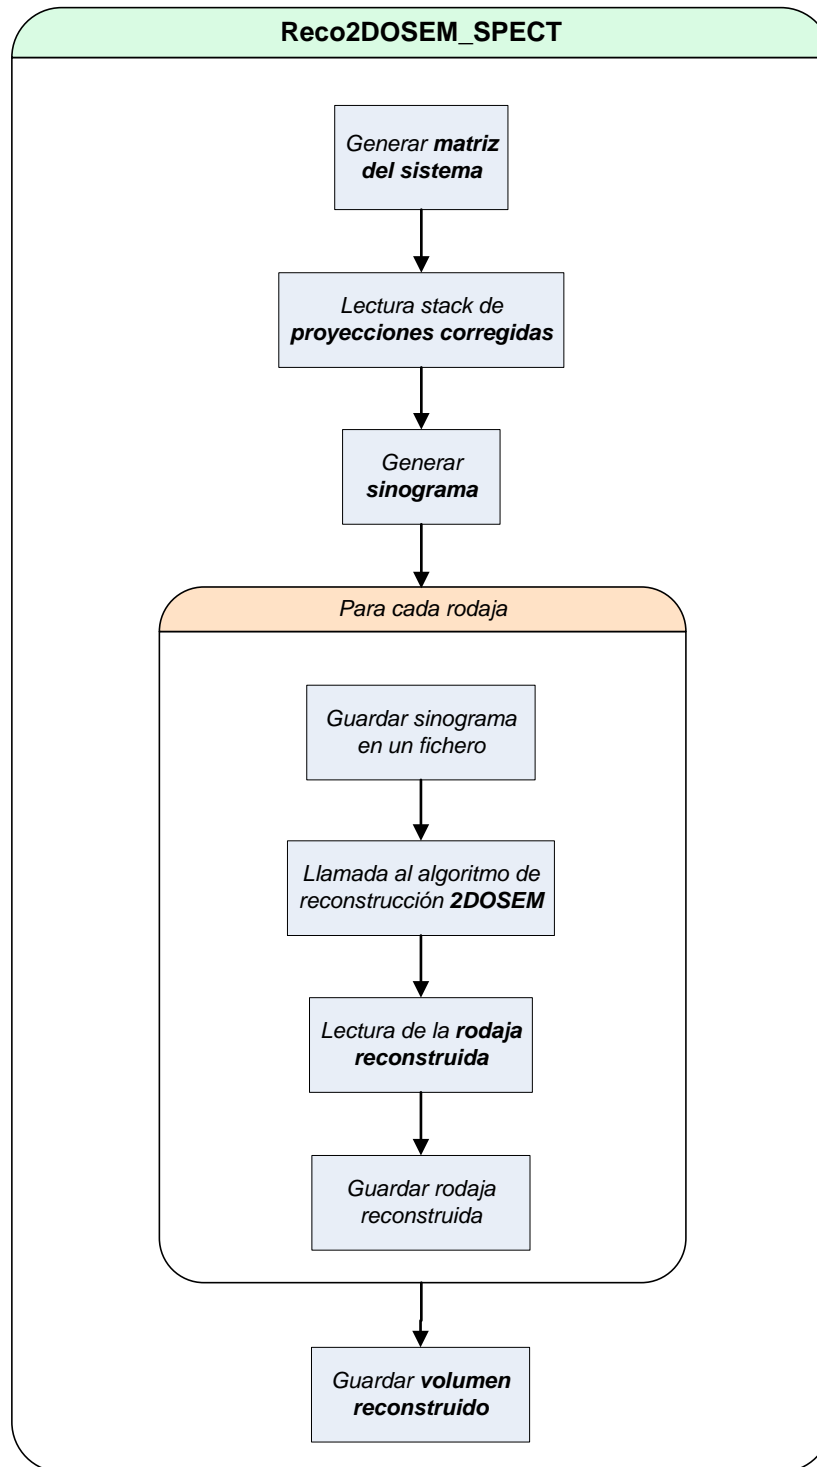 Reco2DOSEM_SPECT
Generar matriz
del sistema
Lectura stack de
proyecciones corregidas
Generar
sinograma
Para cada rodaja
Guardar sinograma
en un fichero
Llamada al algoritmo de
reconstrucción 2DOSEM
Lectura de la rodaja
reconstruida
Guardar rodaja
reconstruida
Guardar volumen
reconstruido